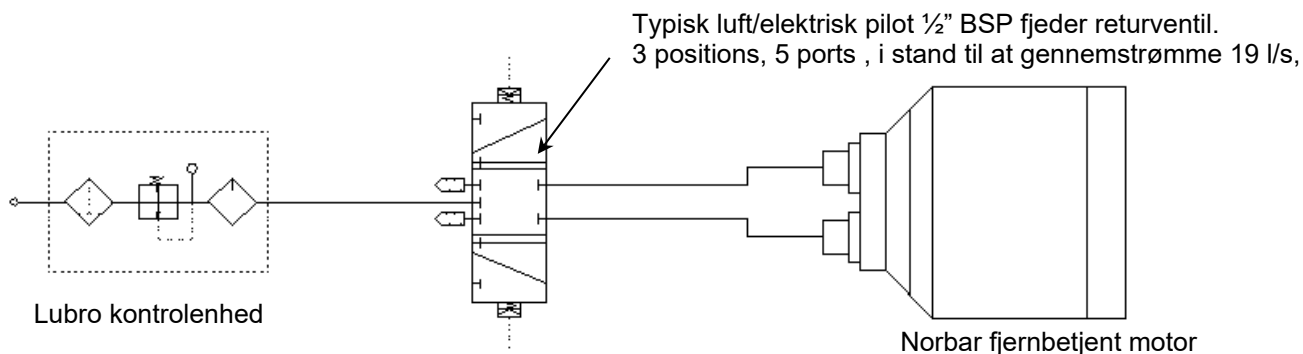 Typisk luft/elektrisk pilot ½” BSP fjeder returventil.
3 positions, 5 ports , i stand til at gennemstrømme 19 l/s,
Lubro kontrolenhed
Norbar fjernbetjent motor